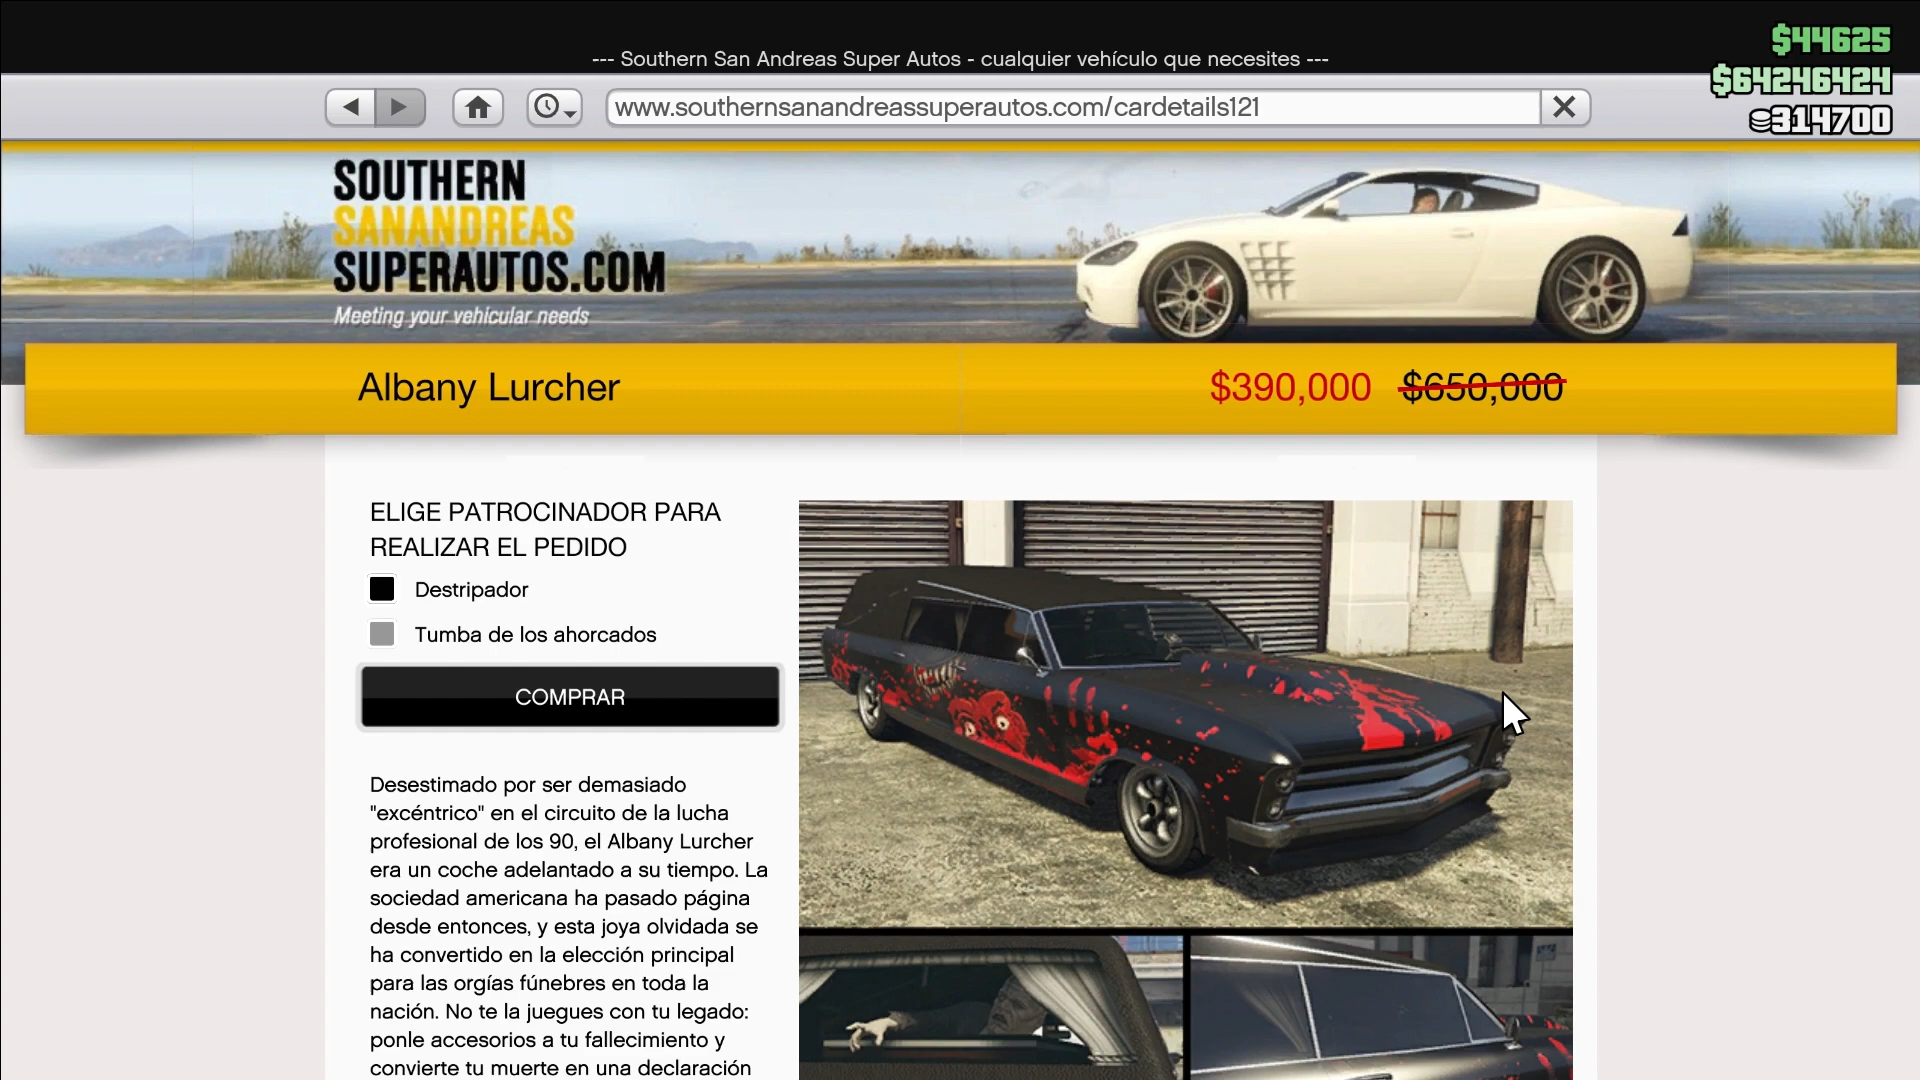 --- Southern San Andreas Super Autos - cualquier vehículo que necesites ---
$44625
$64246424
314700
www.southernsanandreassuperautos.com/cardetails121
SOUTHERN
SANANDREAS
SUPERAUTOS.COM
Meeting your vehicular needs
Albany Lurcher
$390,000 $650,000
ELIGE PATROCINADOR PARA
REALIZAR EL PEDIDO
Destripador
Tumba de los ahorcados
COMPRAR
Desestimado por ser demasiado
"excéntrico" en el circuito de la lucha
profesional de los 90, el Albany Lurcher
era un coche adelantado a su tiempo. La
sociedad americana ha pasado página
desde entonces, y esta joya olvidada se
ha convertido en la elección principal
para las orgías fúnebres en toda la
nación. No te la juegues con tu legado:
ponle accesorios a tu fallecimiento y
convierte tu muerte en una declaración